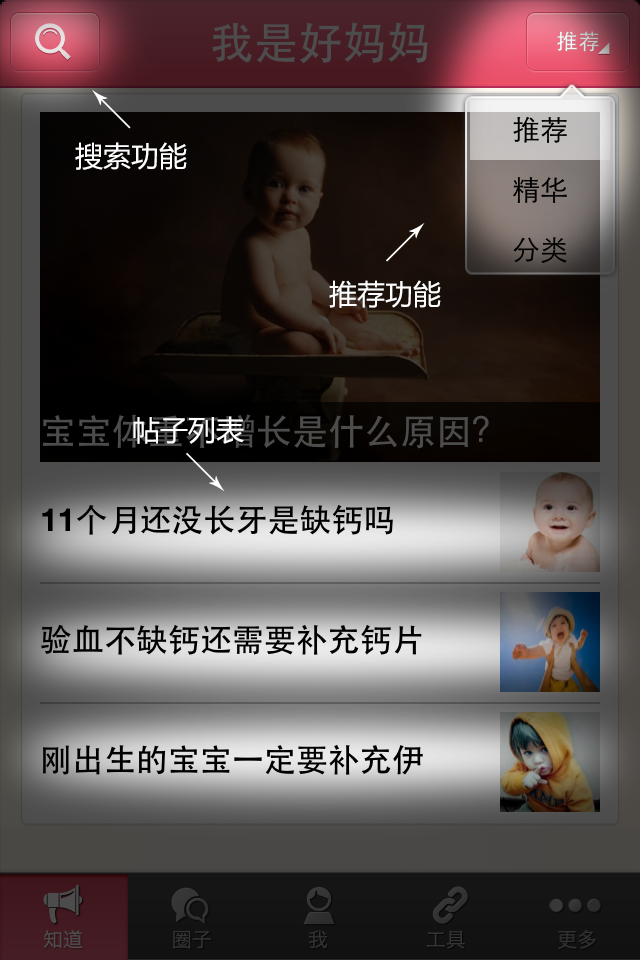 我是好妈妈
推荐
推荐
精华
分类
搜索功能
推荐功能
宝宝体重不增长是什么原因?
帖子列表
11个月还没长牙是缺钙吗
验血不缺钙还需要补充钙片
刚出生的宝宝一定要补充伊
知道
圈子
我
工具
更多